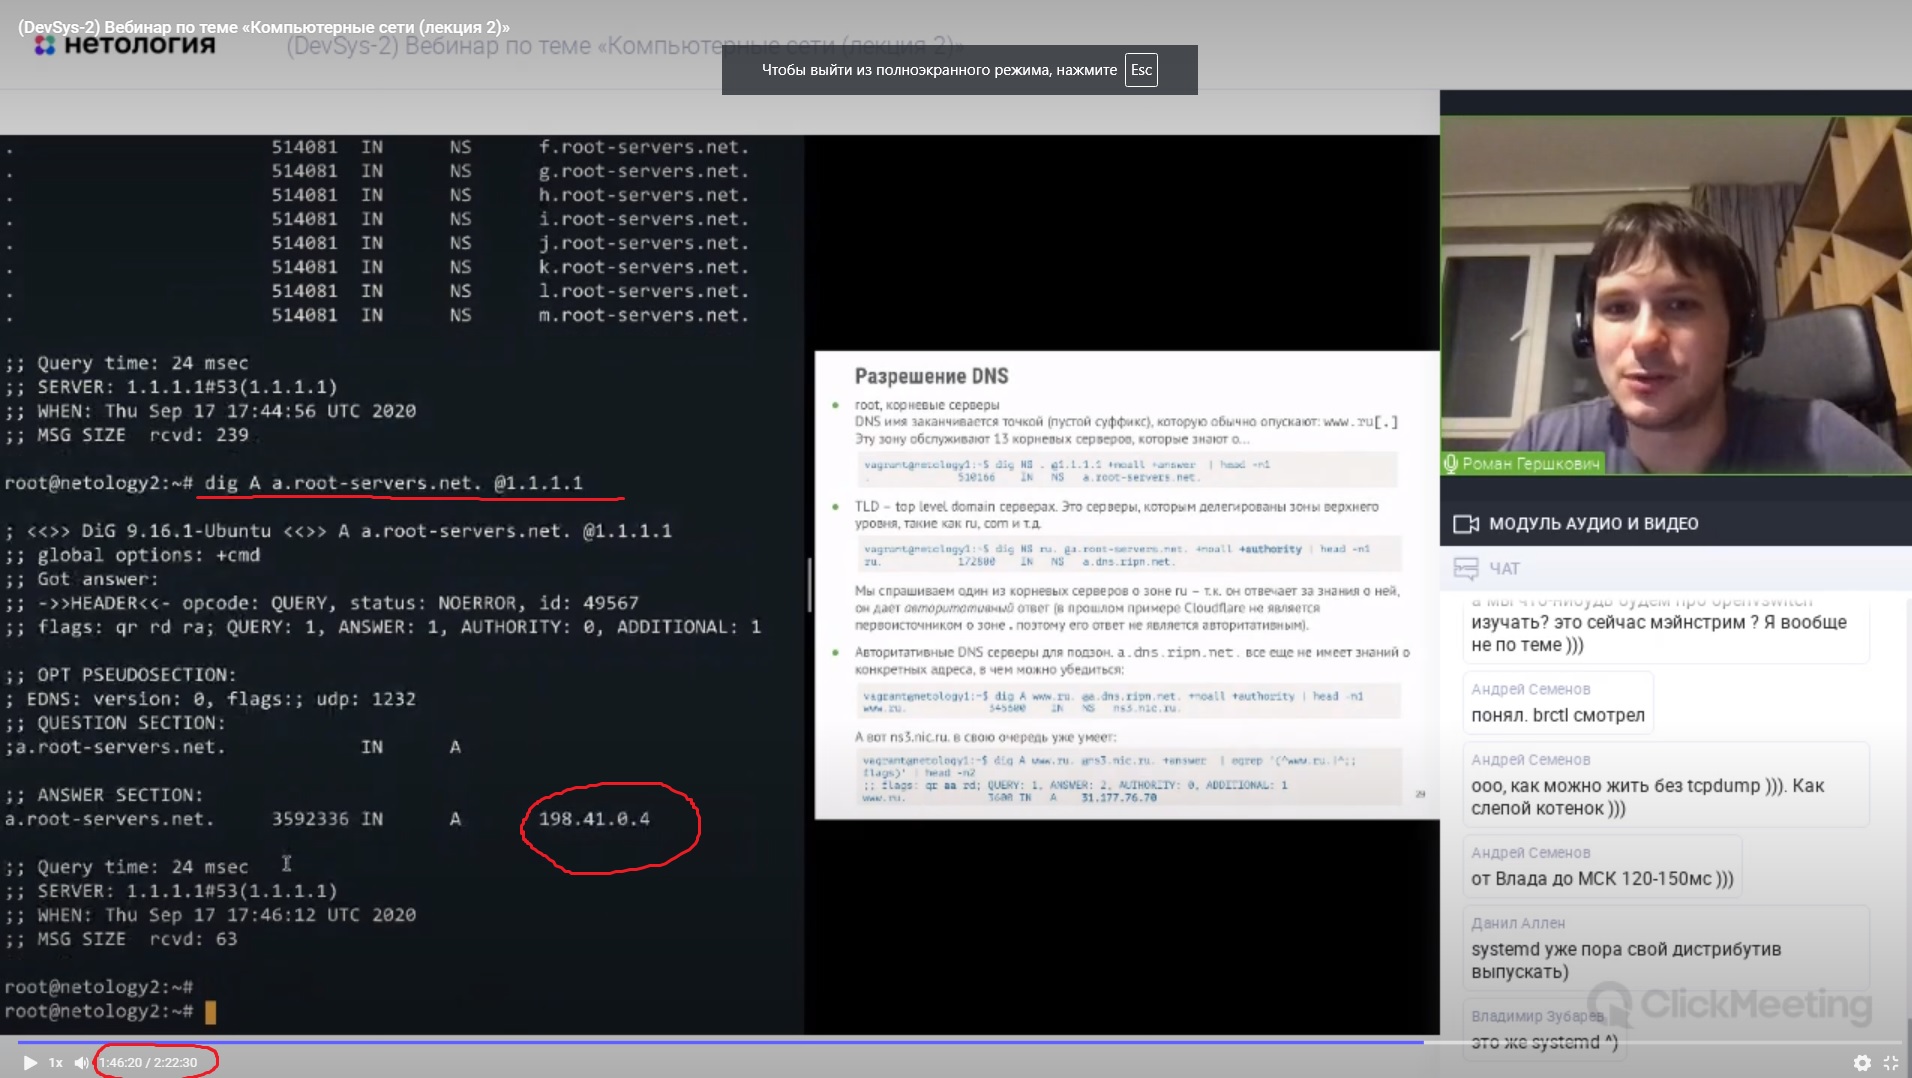 (DevSys-2) Вебинар по теме «Компьютерные сети (лекция 2)»
нетология
(DevSys-2) Вебинар по теме «Компьютерные сети (лекция 2)»
Чтобы выйти из полноэкранного режима, нажмите Esc
. 514081 IN NS f.root-servers.net.
. 514081 IN NS g.root-servers.net.
. 514081 IN NS h.root-servers.net.
. 514081 IN NS i.root-servers.net.
. 514081 IN NS j.root-servers.net.
. 514081 IN NS k.root-servers.net.
. 514081 IN NS l.root-servers.net.
. 514081 IN NS m.root-servers.net.
;; Query time: 24 msec
;; SERVER: 1.1.1.1#53(1.1.1.1)
;; WHEN: Thu Sep 17 17:44:56 UTC 2020
;; MSG SIZE rcvd: 239
root@netology2:~# dig A a.root-servers.net. @1.1.1.1
; <<>> DiG 9.16.1-Ubuntu <<>> A a.root-servers.net. @1.1.1.1
;; global options: +cmd
;; Got answer:
;; ->>HEADER<<- opcode: QUERY, status: NOERROR, id: 49567
;; flags: qr rd ra; QUERY: 1, ANSWER: 1, AUTHORITY: 0, ADDITIONAL: 1
;; OPT PSEUDOSECTION:
; EDNS: version: 0, flags:; udp: 1232
;; QUESTION SECTION:
;a.root-servers.net. IN A
;; ANSWER SECTION:
a.root-servers.net. 3592336 IN A 198.41.0.4
;; Query time: 24 msec
;; SERVER: 1.1.1.1#53(1.1.1.1)
;; WHEN: Thu Sep 17 17:46:12 UTC 2020
;; MSG SIZE rcvd: 63
root@netology2:~#
root@netology2:~#
Разрешение DNS
root, корневые серверы
DNS имя заканчивается точкой (пустой суффикс), которую обычно опускают: www.ru[.]
Эту зону обслуживают 13 корневых серверов, которые знают о...
vagrant@netology1:~$ dig NS . @1.1.1.1 +noall +answer | head -n1
. 510166 IN NS a.root-servers.net.
TLD – top level domain серверах. Это серверы, которым делегированы зоны верхнего
уровня, такие как ru, com и т.д.
vagrant@netology1:~$ dig NS ru. @a.root-servers.net. +noall +authority | head -n1
ru. 172800 IN NS a.dns.ripn.net.
Мы спрашиваем один из корневых серверов о зоне ru – т.к. он отвечает за знания о ней,
он дает авторитативный ответ (в прошлом примере Cloudflare не является
первоисточником о зоне . поэтому его ответ не является авторитативным).
Авторитативные DNS серверы для подзон. a.dns.ripn.net. все еще не имеет знаний о
конкретных адреса, в чем можно убедиться:
vagrant@netology1:~$ dig A www.ru. @a.dns.ripn.net. +noall +authority | head -n1
www.ru. 345600 IN NS ns3.nic.ru.
А вот ns3.nic.ru. в свою очередь уже умеет:
vagrant@netology1:~$ dig A www.ru. @ns3.nic.ru. +answer | egrep '(^www.ru.|^;;
flags)' | head -n2
;; flags: qr aa rd; QUERY: 1, ANSWER: 2, AUTHORITY: 0, ADDITIONAL: 1
www.ru. 3600 IN A 31.177.76.70
29
Роман Гершкович
МОДУЛЬ АУДИО И ВИДЕО
ЧАТ
а мы что-нибудь будем про openvswitch
изучать? это сейчас мэйнстрим ? Я вообще
не по теме )))
Андрей Семенов
понял. brctl смотрел
Андрей Семенов
ооо, как можно жить без tcpdump ))). Как
слепой котенок )))
Андрей Семенов
от Влада до МСК 120-150мс )))
Данил Аллен
systemd уже пора свой дистрибутив
выпускать)
Владимир Зубарев
это же systemd ^)
ClickMeeting
1x
1:46:20 / 2:22:30